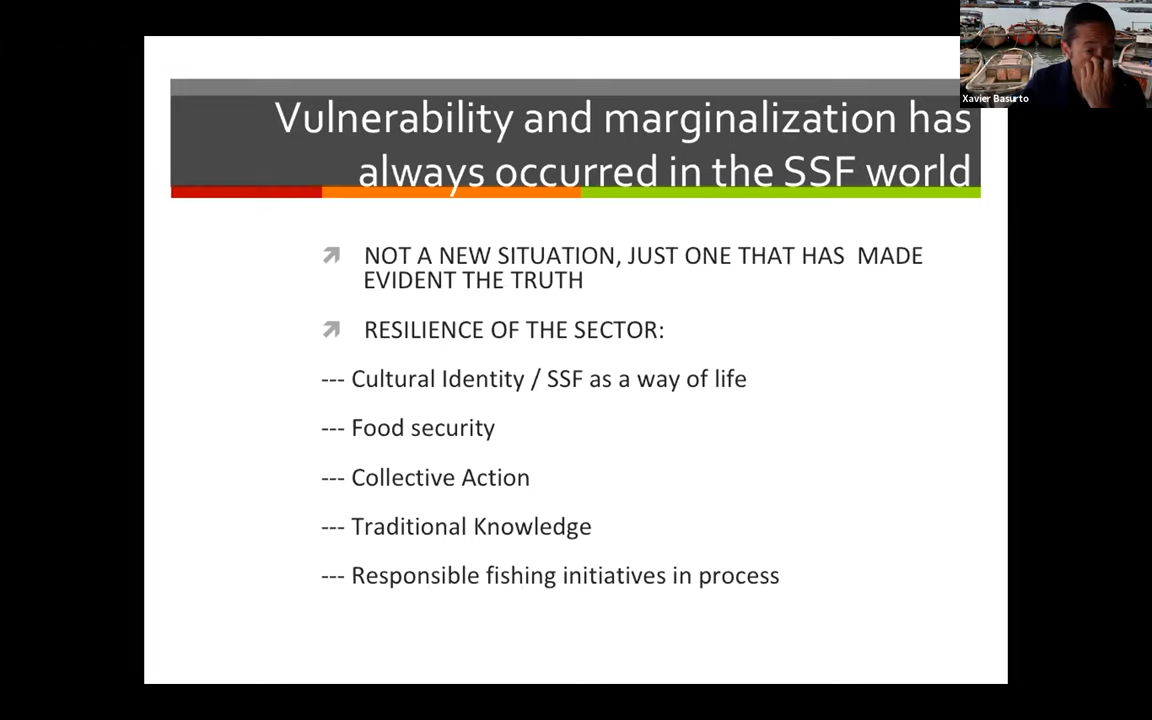 Vulnerability and marginalization has
always occurred in the SSF world
Xavier Basurto
NOT A NEW SITUATION, JUST ONE THAT HAS MADE
EVIDENT THE TRUTH
RESILIENCE OF THE SECTOR:
--- Cultural Identity / SSF as a way of life
--- Food security
--- Collective Action
--- Traditional Knowledge
--- Responsible fishing initiatives in process